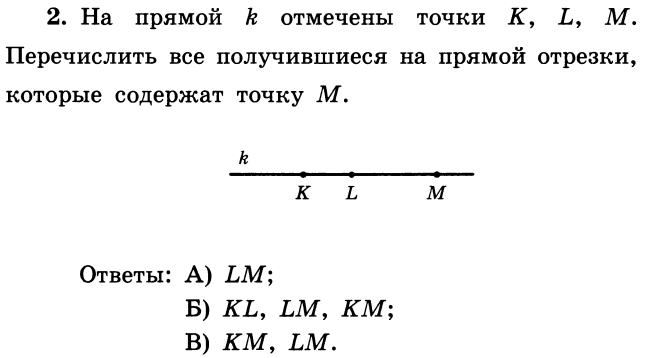 2. На прямой k отмечены точки K, L, M.
Перечислить все получившиеся на прямой отрезки,
которые содержат точку M.
k
K L M
Ответы: А) LM;
Б) KL, LM, KM;
В) KM, LM.